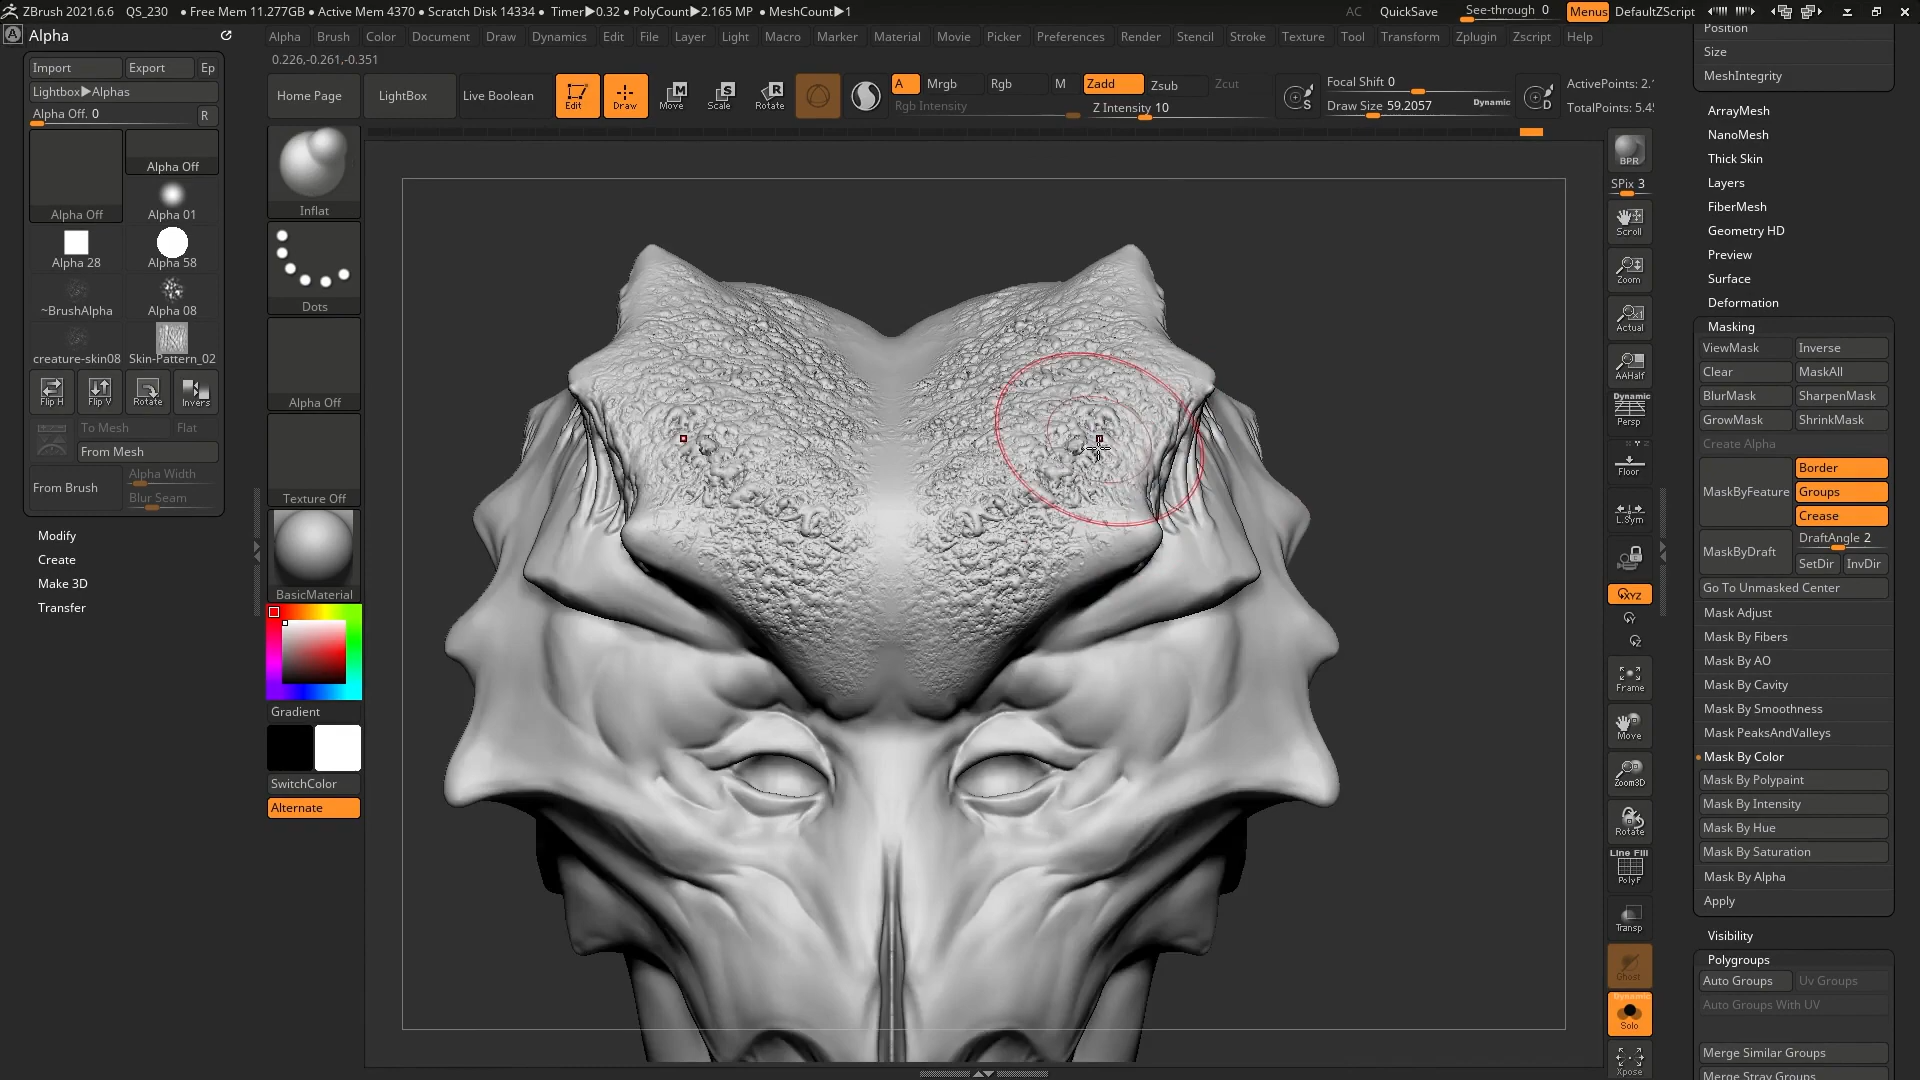 ZBrush 2021.6.6 QS_230 • Free Mem 11.277GB • Active Mem 4370 • Scratch Disk 14334 • Timer▶0.32 • PolyCount▶2.165 MP • MeshCount▶1
AC QuickSave See-through 0 Menus DefaultZScript
Alpha
Alpha Brush Color Document Draw Dynamics Edit File Layer Light Macro Marker Material Movie Picker Preferences Render Stencil Stroke Texture Tool Transform Zplugin Zscript Help
0.226,-0.261,-0.351
Home Page LightBox Live Boolean Edit Draw Move Scale Rotate
A Mrgb Rgb M Zadd Zsub Zcut
Rgb Intensity Z Intensity 10
Focal Shift 0
Draw Size 59.2057 Dynamic
ActivePoints: 2.
TotalPoints: 5.4
Import Export Ep
Lightbox▶Alphas
Alpha Off. 0 R
Alpha Off
Alpha Off Alpha 01
Alpha 28 Alpha 58
~BrushAlpha Alpha 08
creature-skin08 Skin-Pattern_02
Flip H Flip V Rotate Invers
To Mesh Flat
From Mesh
From Brush Alpha Width
Blur Seam
Modify
Create
Make 3D
Transfer
Inflat
Dots
Alpha Off
Texture Off
BasicMaterial
Gradient
SwitchColor
Alternate
BPR
SPix 3
Scroll
Zoom
Actual
AAHalf
Dynamic
Persp
Floor
L.Sym
XYZ
Y
Z
Frame
Move
Zoom3D
Rotate
Line Fill
PolyF
Transp
Ghost
Dynamic
Solo
Xpose
Position
Size
MeshIntegrity
ArrayMesh
NanoMesh
Thick Skin
Layers
FiberMesh
Geometry HD
Preview
Surface
Deformation
Masking
ViewMask Inverse
Clear MaskAll
BlurMask SharpenMask
GrowMask ShrinkMask
Create Alpha
MaskByFeature Border
Groups
Crease
MaskByDraft DraftAngle 2
SetDir InvDir
Go To Unmasked Center
Mask Adjust
Mask By Fibers
Mask By AO
Mask By Cavity
Mask By Smoothness
Mask PeaksAndValleys
Mask By Color
Mask By Polypaint
Mask By Intensity
Mask By Hue
Mask By Saturation
Mask By Alpha
Apply
Visibility
Polygroups
Auto Groups Uv Groups
Auto Groups With UV
Merge Similar Groups
Merge Stray Groups